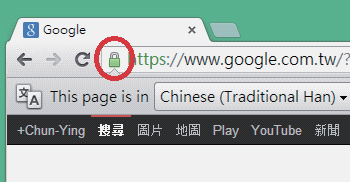 Google
https://www.google.com.tw/?
This page is in Chinese (Traditional Han)
+Chun-Ying 搜尋 圖片 地圖 Play YouTube 新聞